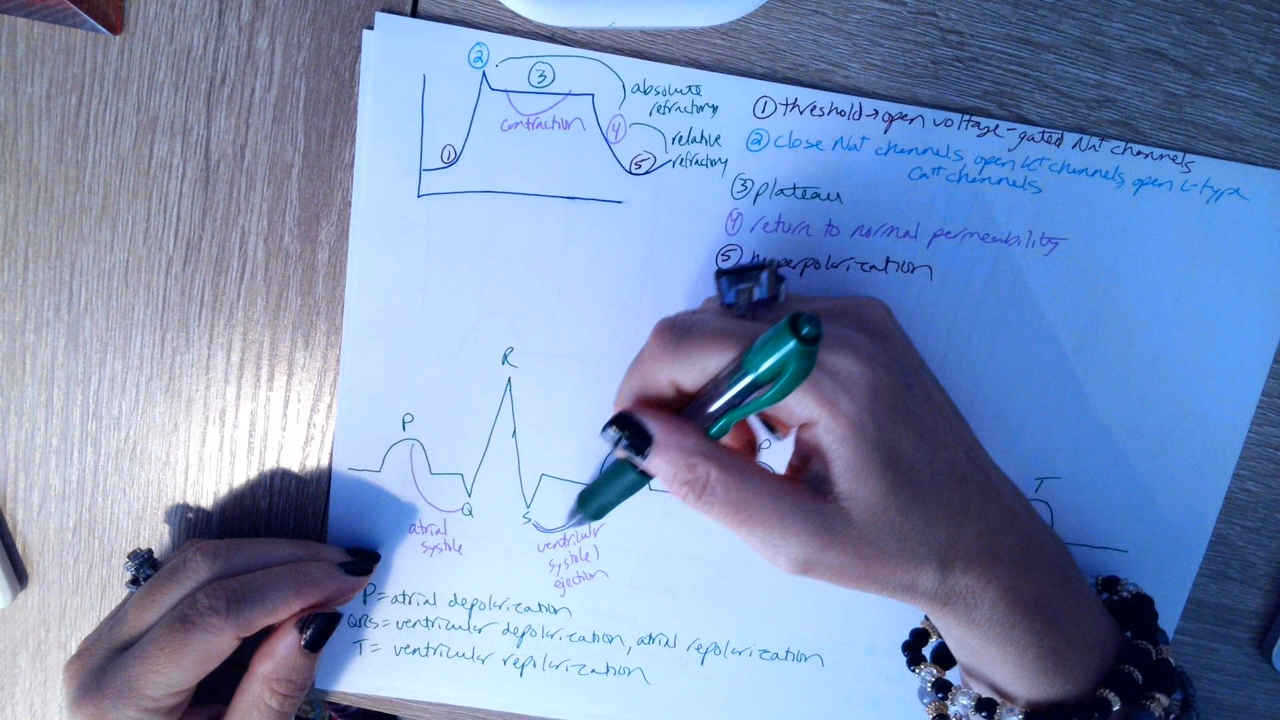 2
3
absolute
refractory
contraction
4
1
relative
refractory
5
1 threshold→open voltage-gated Na+ channels
2 close Na+ channels, open K+ channels, open L-type
Ca++ channels
3 plateau
4 return to normal permeability
5 hyperpolarization
R
P
P
T
Q
S
atrial
systole
ventricular
systole)
ejection
P=atrial depolarization
QRS=ventricular depolarization, atrial repolarization
T= ventricular repolarization